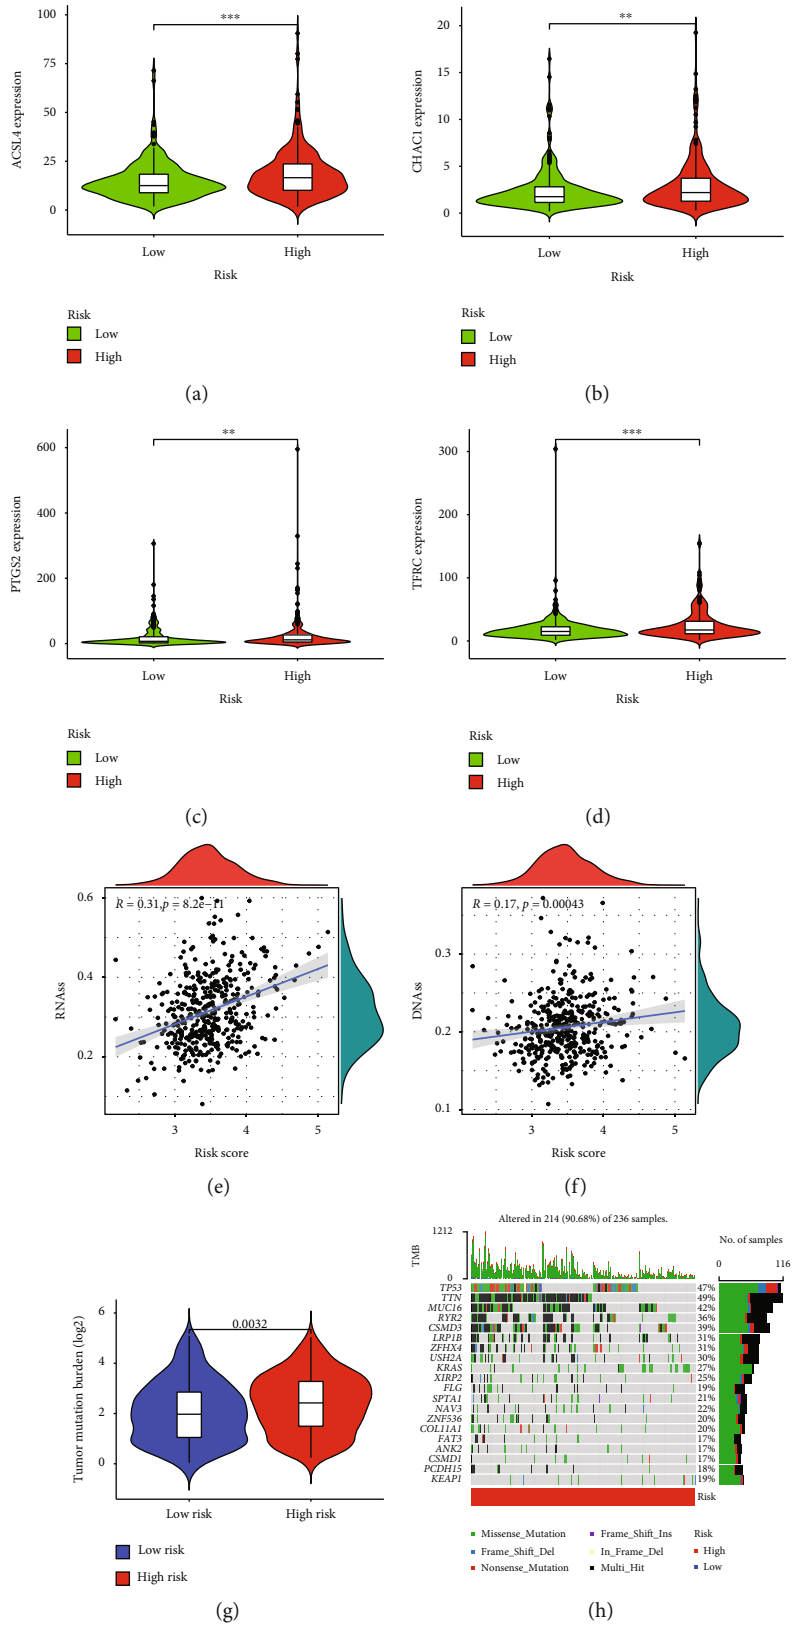 100
75
50
25
0
ACSL4 expression
***
Low
High
Risk
Risk
Low
High
(a)
20
15
10
5
0
CHAC1 expression
**
Low
High
Risk
Risk
Low
High
(b)
600
400
200
0
PTGS2 expression
**
Low
High
Risk
Risk
Low
High
(c)
300
200
100
0
TFRC expression
***
Low
High
Risk
Risk
Low
High
(d)
R = 0.31, p = 8.2e−11
0.6
0.4
0.2
RNAss
3
4
5
Risk score
(e)
R = 0.17, p = 0.00043
0.3
0.2
0.1
DNAss
3
4
5
Risk score
(f)
6
4
2
0
Tumor mutation burden (log2)
0.0032
Low risk
High risk
Low risk
High risk
(g)
Altered in 214 (90.68%) of 236 samples.
1212
0
TMB
No. of samples
0 116
TP53 47%
TTN 49%
MUC16 42%
RYR2 36%
CSMD3 39%
LRP1B 31%
ZFHX4 31%
USH2A 30%
KRAS 27%
XIRP2 25%
FLG 19%
SPTA1 21%
NAV3 22%
ZNF536 20%
COL11A1 20%
FAT3 17%
ANK2 17%
CSMD1 17%
PCDH15 18%
KEAP1 19%
Risk
Missense_Mutation
Frame_Shift_Del
Nonsense_Mutation
Frame_Shift_Ins
In_Frame_Del
Multi_Hit
Risk
High
Low
(h)